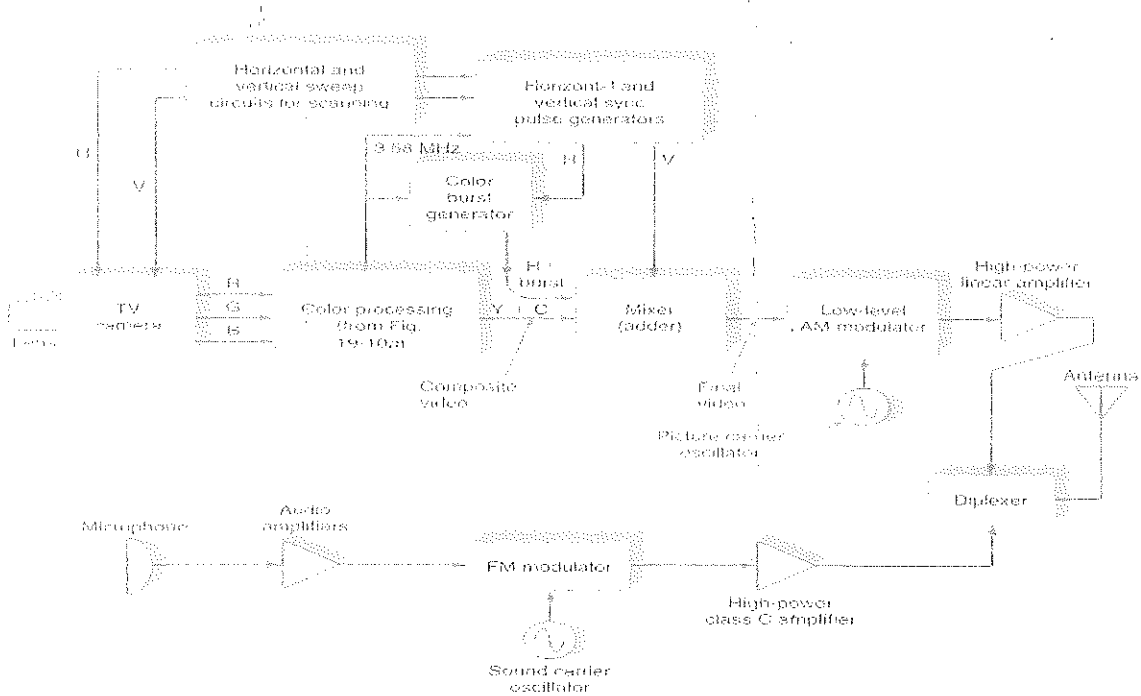 Horizontal and
vertical sweep
circuits for scanning
Horizontal and
vertical sync
pulse generators
3.58 MHz
H
V
H
V
Color
burst
generator
H +
burst
R
G
B
TV
camera
Lens
Color processing
(from Fig.
19-10a)
Y + C
Mixer
(adder)
Low-level
AM modulator
High-power
linear amplifier
Composite
video
Final
video
Picture carrier
oscillator
Antenna
Diplexer
Microphone
Audio
amplifiers
FM modulator
High-power
class C amplifier
Sound carrier
oscillator